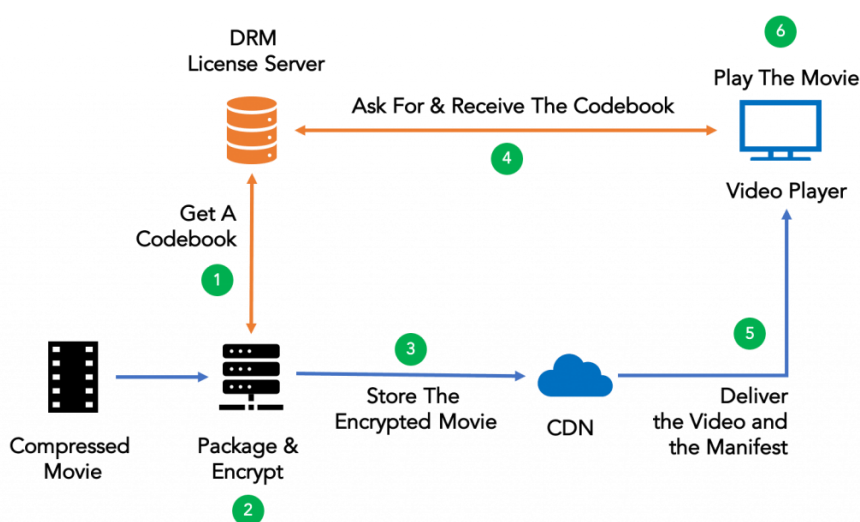 DRM
License Server
6
Play The Movie
Ask For & Receive The Codebook
4
Video Player
Get A
Codebook
1
3
5
Store The
Encrypted Movie
CDN
Deliver
the Video and
the Manifest
Compressed
Movie
Package &
Encrypt
2